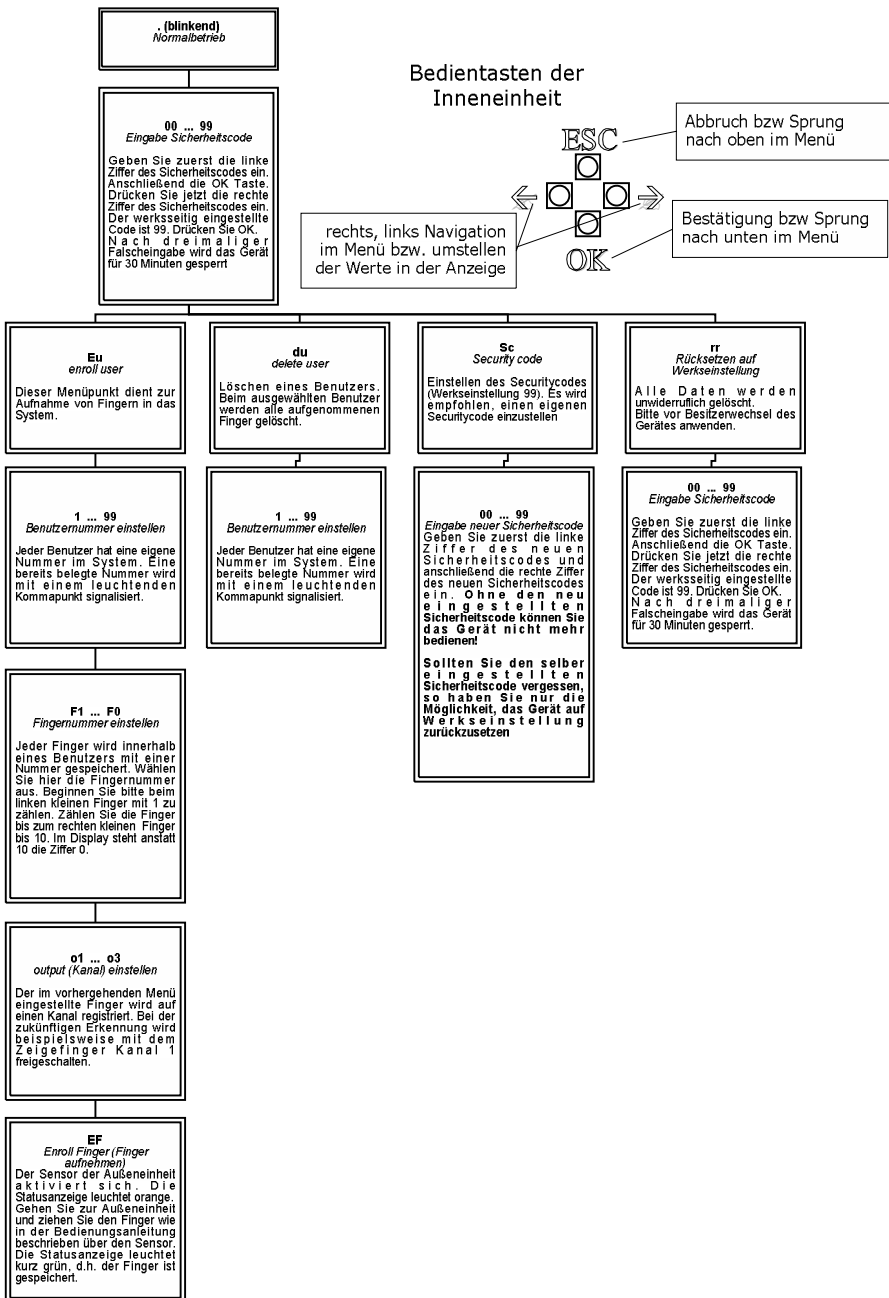 . (blinkend)
Normalbetrieb
Bedientasten der
Inneneinheit
ESC
OK
Abbruch bzw Sprung
nach oben im Menü
rechts, links Navigation
im Menü bzw. umstellen
der Werte in der Anzeige
Bestätigung bzw Sprung
nach unten im Menü
00 ... 99
Eingabe Sicherheitscode
Geben Sie zuerst die linke
Ziffer des Sicherheitscodes ein.
Anschließend die OK Taste.
Drücken Sie jetzt die rechte
Ziffer des Sicherheitscodes ein.
Der werksseitig eingestellte
Code ist 99. Drücken Sie OK.
Nach dreimaliger
Falscheingabe wird das Gerät
für 30 Minuten gesperrt
Eu
enroll user
Dieser Menüpunkt dient zur
Aufnahme von Fingern in das
System.
du
delete user
Löschen eines Benutzers.
Beim ausgewählten Benutzer
werden alle aufgenommenen
Finger gelöscht.
Sc
Security code
Einstellen des Securitycodes
(Werkseinstellung 99). Es wird
empfohlen, einen eigenen
Securitycode einzustellen
rr
Rücksetzen auf
Werkseinstellung
Alle Daten werden
unwiderruflich gelöscht.
Bitte vor Besitzerwechsel des
Gerätes anwenden.
1 ... 99
Benutzernummer einstellen
Jeder Benutzer hat eine eigene
Nummer im System. Eine
bereits belegte Nummer wird
mit einem leuchtenden
Kommapunkt signalisiert.
1 ... 99
Benutzernummer einstellen
Jeder Benutzer hat eine eigene
Nummer im System. Eine
bereits belegte Nummer wird
mit einem leuchtenden
Kommapunkt signalisiert.
00 ... 99
Eingabe neuer Sicherheitscode
Geben Sie zuerst die linke
Ziffer des neuen
Sicherheitscodes und
anschließend die rechte Ziffer
des neuen Sicherheitscodes
ein. Ohne den neu
eingestellten
Sicherheitscode können Sie
das Gerät nicht mehr
bedienen!
Sollten Sie den selber
eingestellten
Sicherheitscode vergessen,
so haben Sie nur die
Möglichkeit, das Gerät auf
Werkseinstellung
zurückzusetzen
00 ... 99
Eingabe Sicherheitscode
Geben Sie zuerst die linke
Ziffer des Sicherheitscodes ein.
Anschließend die OK Taste.
Drücken Sie jetzt die rechte
Ziffer des Sicherheitscodes ein.
Der werksseitig eingestellte
Code ist 99. Drücken Sie OK.
Nach dreimaliger
Falscheingabe wird das Gerät
für 30 Minuten gesperrt.
F1 ... F0
Fingernummer einstellen
Jeder Finger wird innerhalb
eines Benutzers mit einer
Nummer gespeichert. Wählen
Sie hier die Fingernummer
aus. Beginnen Sie bitte beim
linken kleinen Finger mit 1 zu
zählen. Zählen Sie die Finger
bis zum rechten kleinen Finger
bis 10. Im Display steht anstatt
10 die Ziffer 0.
o1 ... o3
output (Kanal) einstellen
Der im vorhergehenden Menü
eingestellte Finger wird auf
einen Kanal registriert. Bei der
zukünftigen Erkennung wird
beispielsweise mit dem
Zeigefinger Kanal 1
freigeschalten.
EF
Enroll Finger (Finger
aufnehmen)
Der Sensor der Außeneinheit
aktiviert sich. Die
Statusanzeige leuchtet orange.
Gehen Sie zur Außeneinheit
und ziehen Sie den Finger wie
in der Bedienungsanleitung
beschrieben über den Sensor.
Die Statusanzeige leuchtet
kurz grün, d.h. der Finger ist
gespeichert.